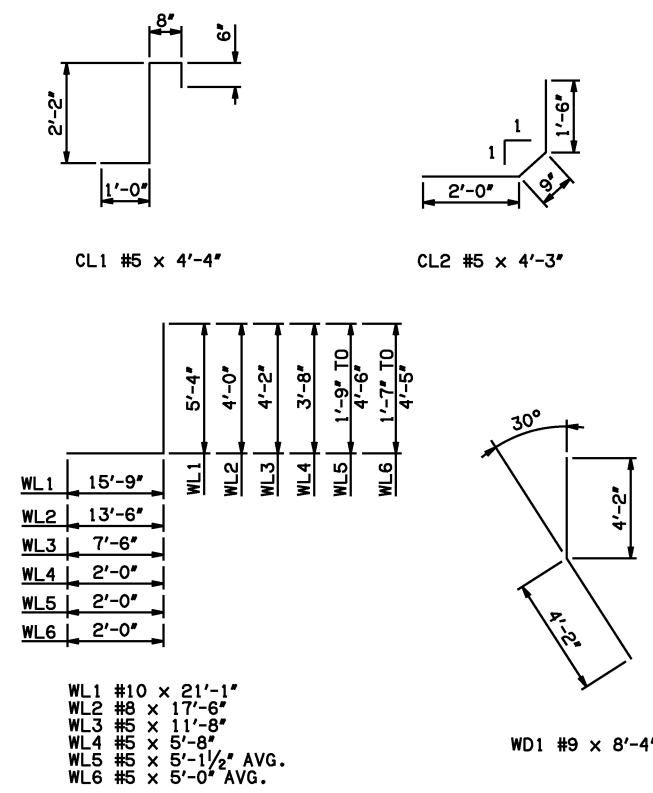 8"
6"
2'-2"
1'-0"
CL1 #5 x 4'-4"
1
1
1'-6"
9"
2'-0"
CL2 #5 x 4'-3"
5'-4"
4'-0"
4'-2"
3'-8"
1'-9" TO
4'-6"
1'-7" TO
4'-5"
WL1
WL2
WL3
WL4
WL5
WL6
WL1 15'-9"
WL2 13'-6"
WL3 7'-6"
WL4 2'-0"
WL5 2'-0"
WL6 2'-0"
30°
4'-2"
4'-2"
WL1 #10 x 21'-1"
WL2 #8 x 17'-6"
WL3 #5 x 11'-8"
WL4 #5 x 5'-8"
WL5 #5 x 5'-1½" AVG.
WL6 #5 x 5'-0" AVG.
WD1 #9 x 8'-4"